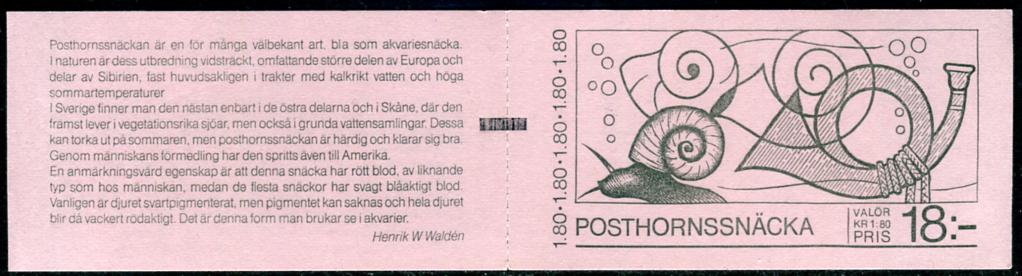 Posthornssnäckan är en för många välbekant art, bla som akvariesnäcka.
I naturen är dess utbredning vidsträckt, omfattande större delen av Europa och
delar av Sibirien, fast huvudsakligen i trakter med kalkrikt vatten och höga
sommartemperaturer
I Sverige finner man den nästan enbart i de östra delarna och i Skåne, där den
främst lever i vegetationsrika sjöar, men också i grunda vattensamlingar. Dessa
kan torka ut på sommaren, men posthornssnäckan är härdig och klarar sig bra.
Genom människans förmedling har den spritts även till Amerika.
En anmärkningsvärd egenskap är att denna snäcka har rött blod, av liknande
typ som hos människan, medan de flesta snäckor har svagt blåaktigt blod.
Vanligen är djuret svartpigmenterat, men pigmentet kan saknas och hela djuret
blir då vackert rödaktigt. Det är denna form man brukar se i akvarier.
Henrik W Waldén
1.80•1.80•1.80•1.80•1.80
POSTHORNSSNÄCKA
VALÖR
KR 1:80
PRIS
18:-